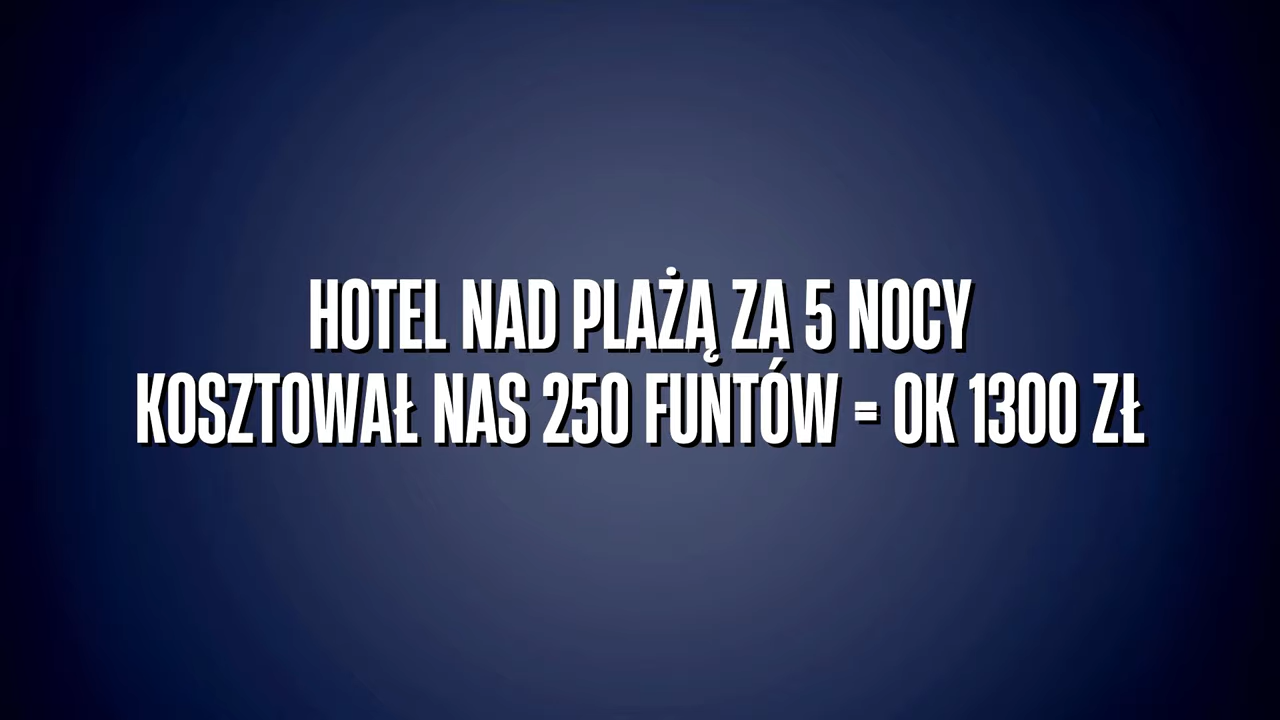 HOTEL NAD PLAŻĄ ZA 5 NOCY
KOSZTOWAŁ NAS 250 FUNTÓW = OK 1300 ZŁ